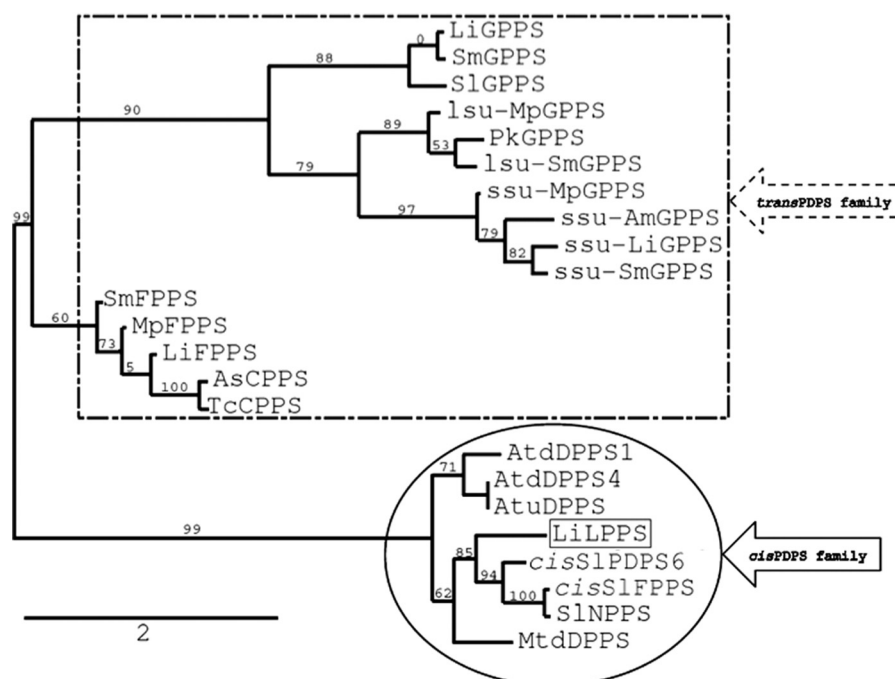 LiGPPS
0
SmGPPS
88
SlGPPS
90
lsu-MpGPPS
89
PkGPPS
53
lsu-SmGPPS
79
ssu-MpGPPS
transPDPS family
97
ssu-AmGPPS
99
79
ssu-LiGPPS
82
ssu-SmGPPS
SmFPPS
60
MpFPPS
73
LiFPPS
5
AsCPPS
100
TcCPPS
AtdDPPS1
71
AtdDPPS4
AtuDPPS
99
LiLPPS
85
cisSlPDPS6
cisPDPS family
94
cisSlFPPS
62
100
SlNPPS
MtdDPPS
2